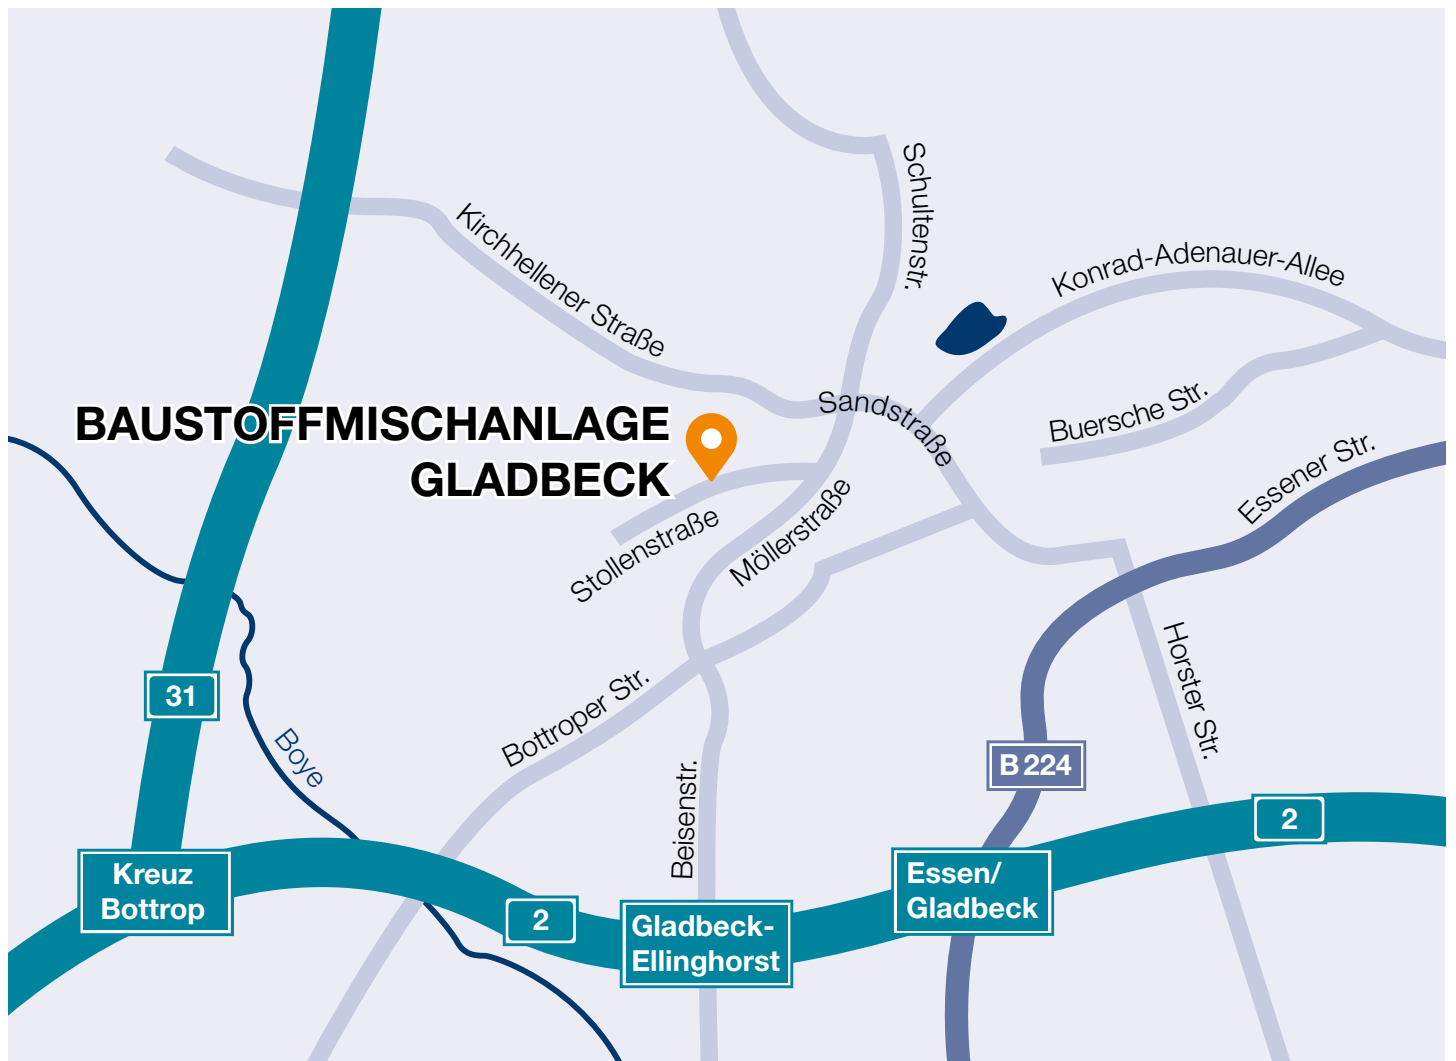 Schultenstr.
Kirchhellener Straße
Konrad-Adenauer-Allee
Sandstraße
Buersche Str.
BAUSTOFFMISCHANLAGE
GLADBECK
Essener Str.
Stollenstraße
Möllerstraße
Horster Str.
31
Bottroper Str.
Boye
B 224
Beisenstr.
2
Kreuz
Bottrop
Essen/
Gladbeck
2
Gladbeck-
Ellinghorst